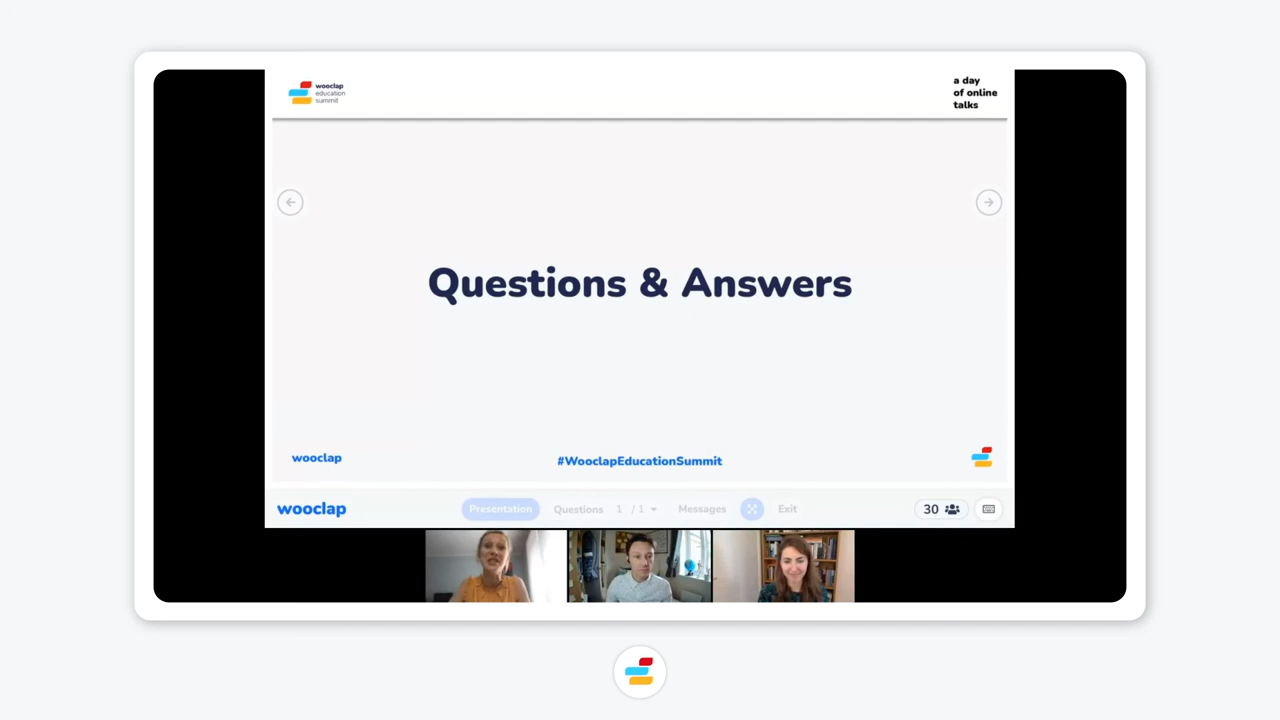 wooclap
education
summit
a day
of online
talks
Questions & Answers
wooclap
#WooclapEducationSummit
wooclap
Presentation
Questions 1 / 1
Messages
Exit
30